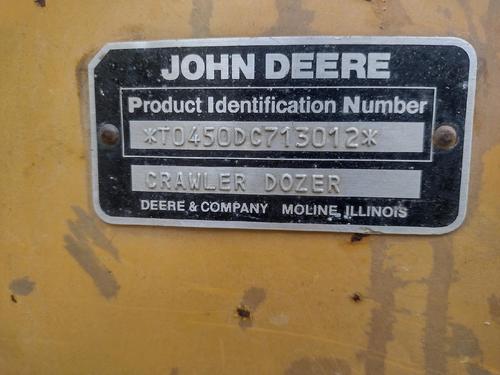 JOHN DEERE
Product Identification Number
*T0450DC713012*
CRAWLER DOZER
DEERE & COMPANY MOLINE, ILLINOIS